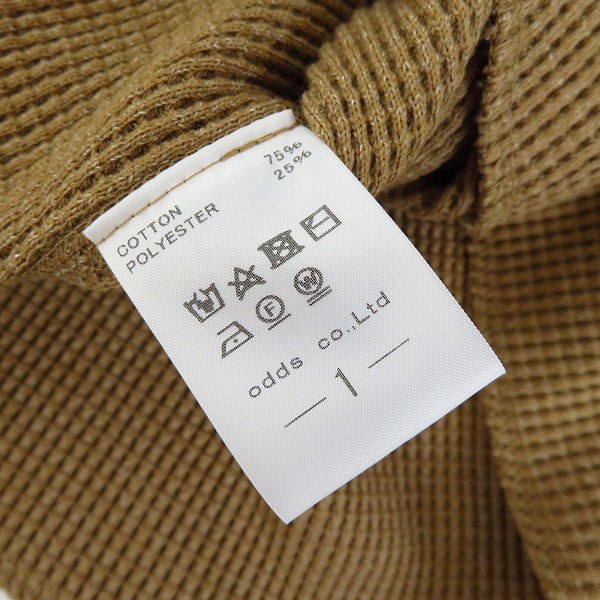 COTTON 75%
POLYESTER 25%
F W
odds co.,Ltd
— 1 —